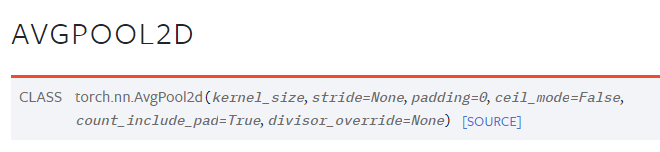 AVGPOOL2D
CLASS torch.nn.AvgPool2d(kernel_size, stride=None, padding=0, ceil_mode=False,
count_include_pad=True, divisor_override=None) [SOURCE]